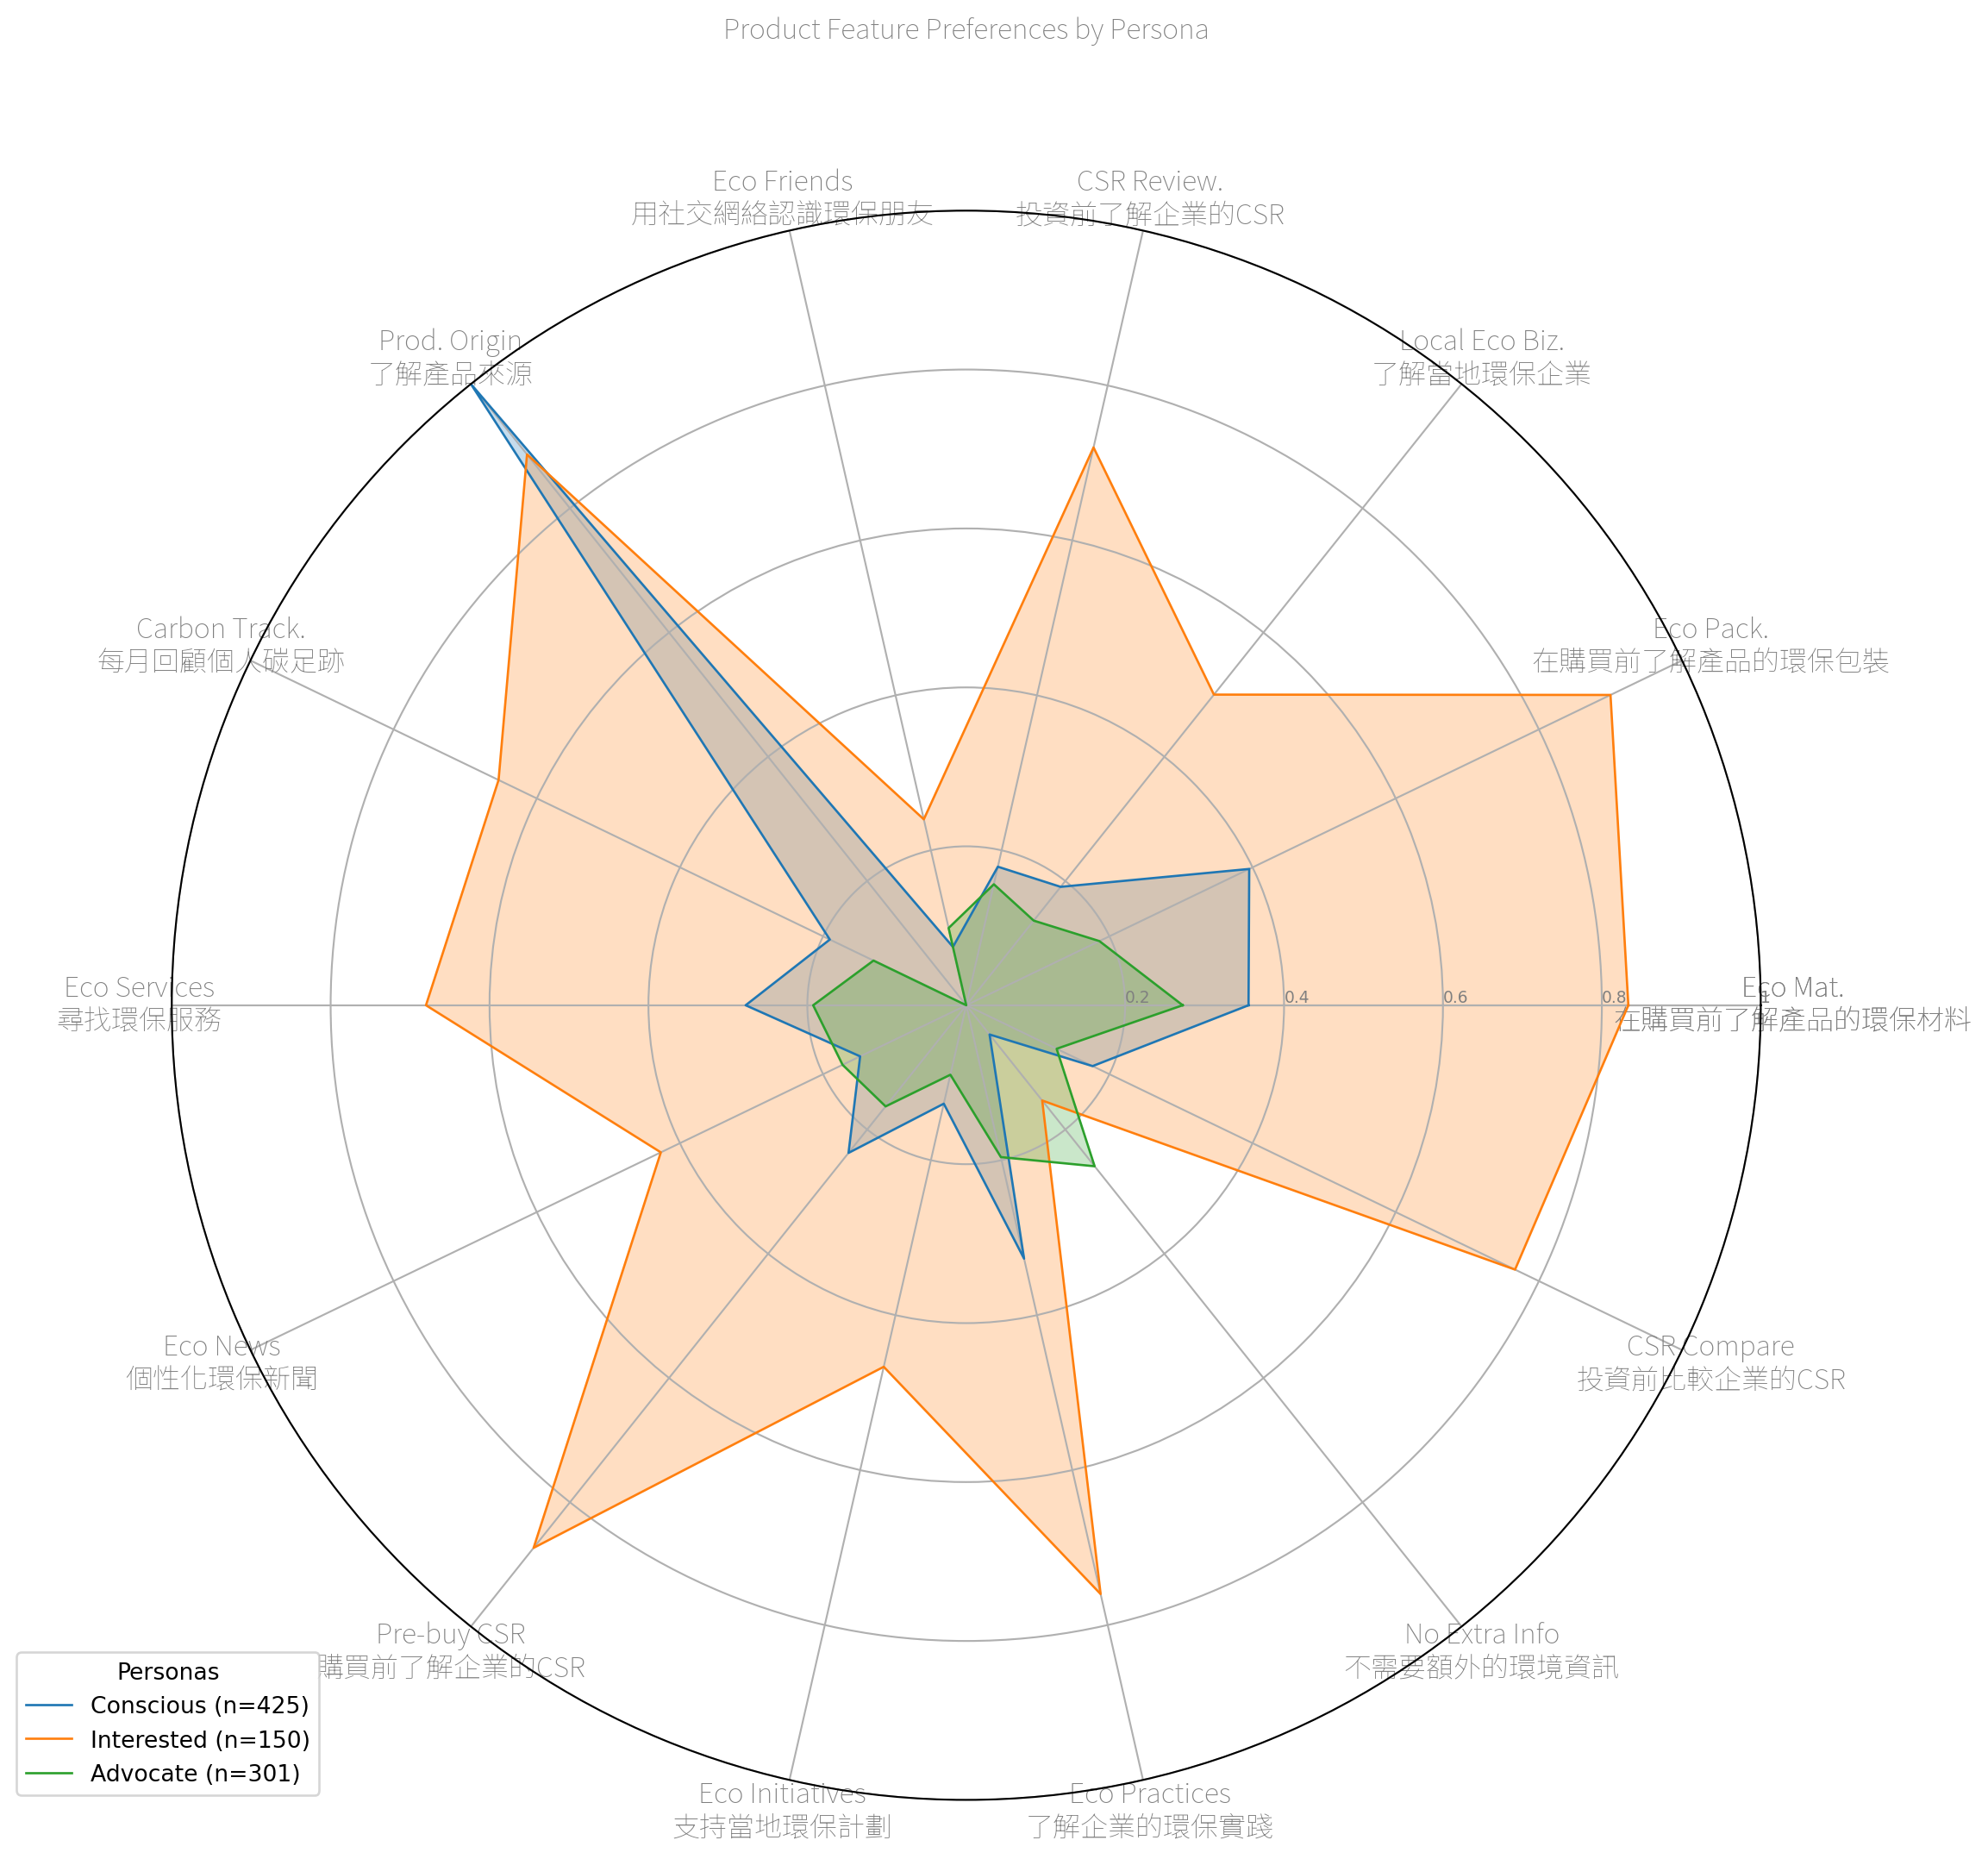 Product Feature Preferences by Persona
Eco Friends
用社交網絡認識環保朋友
CSR Review.
投資前了解企業的CSR
Prod. Origin
了解產品來源
Local Eco Biz.
了解當地環保企業
Carbon Track.
每月回顧個人碳足跡
Eco Pack.
在購買前了解產品的環保包裝
Eco Services
尋找環保服務
0.2
0.4
0.6
0.8
1
Eco Mat.
在購買前了解產品的環保材料
Eco News
個性化環保新聞
CSR Compare
投資前比較企業的CSR
Pre-buy CSR
購買前了解企業的CSR
No Extra Info
不需要額外的環境資訊
Personas
Conscious (n=425)
Interested (n=150)
Advocate (n=301)
Eco Initiatives
支持當地環保計劃
Eco Practices
了解企業的環保實踐